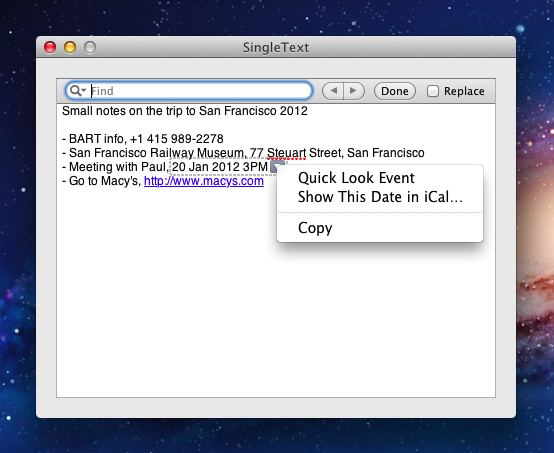 SingleText
Find
Done
Replace
Small notes on the trip to San Francisco 2012
- BART info, +1 415 989-2278
- San Francisco Railway Museum, 77 Steuart Street, San Francisco
- Meeting with Paul, 20 Jan 2012 3PM
- Go to Macy's, http://www.macys.com
Quick Look Event
Show This Date in iCal...
Copy